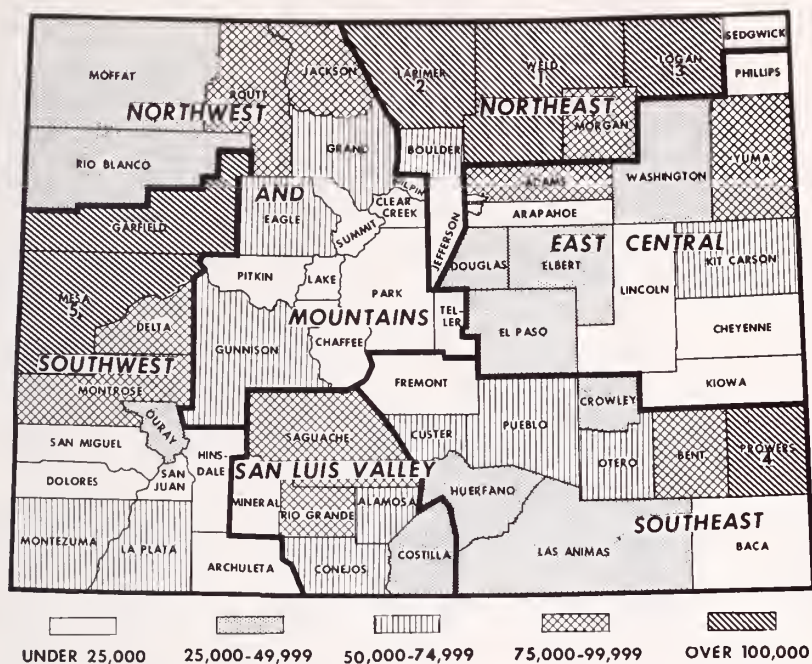 SEDGWICK
MOFFAT
ROUTT
JACKSON
LARIMER
2
WELD
1
LOGAN
3
PHILLIPS
NORTHWEST
NORTHEAST
MORGAN
RIO BLANCO
GRAND
BOULDER
WASHINGTON
YUMA
AND
EAGLE
GILPIN
CLEAR
CREEK
ADAMS
ARAPAHOE
GARFIELD
SUMMIT
JEFFERSON
EAST CENTRAL
DOUGLAS
ELBERT
KIT CARSON
PITKIN
LAKE
PARK
LINCOLN
MESA
5
DELTA
MOUNTAINS
TEL-
LER
EL PASO
CHEYENNE
GUNNISON
CHAFFEE
SOUTHWEST
MONTROSE
FREMONT
KIOWA
CROWLEY
OURAY
SAN MIGUEL
SAGUACHE
CUSTER
PUEBLO
OTERO
BENT
PROWERS
4
HINS-
DALE
SAN LUIS VALLEY
DOLORES
SAN
JUAN
MINERAL
RIO GRANDE
ALAMOSA
HUERFANO
SOUTHEAST
MONTEZUMA
LA PLATA
ARCHULETA
CONEJOS
COSTILLA
LAS ANIMAS
BACA
UNDER 25,000
25,000-49,999
50,000-74,999
75,000-99,999
OVER 100,000